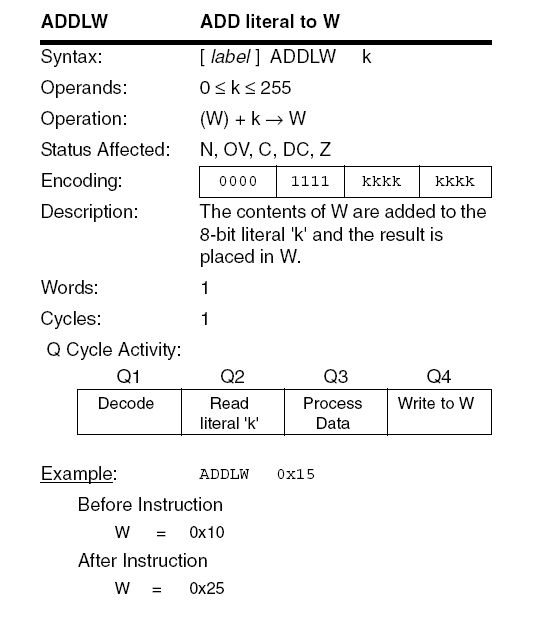 ADDLW ADD literal to W
Syntax: [ label ] ADDLW k
Operands: 0 ≤ k ≤ 255
Operation: (W) + k → W
Status Affected: N, OV, C, DC, Z
Encoding: 0000 1111 kkkk kkkk
Description: The contents of W are added to the
8-bit literal 'k' and the result is
placed in W.
Words: 1
Cycles: 1
Q Cycle Activity:
Q1 Q2 Q3 Q4
Decode Read Process Write to W
literal 'k' Data
Example: ADDLW 0x15
Before Instruction
W = 0x10
After Instruction
W = 0x25